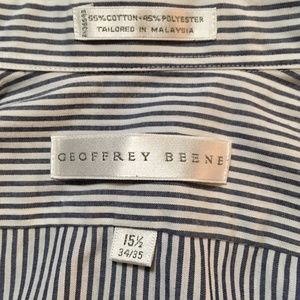 55% COTTON • 45% POLYESTER
TAILORED IN MALAYSIA
GEOFFREY BEENE
15½
34/35